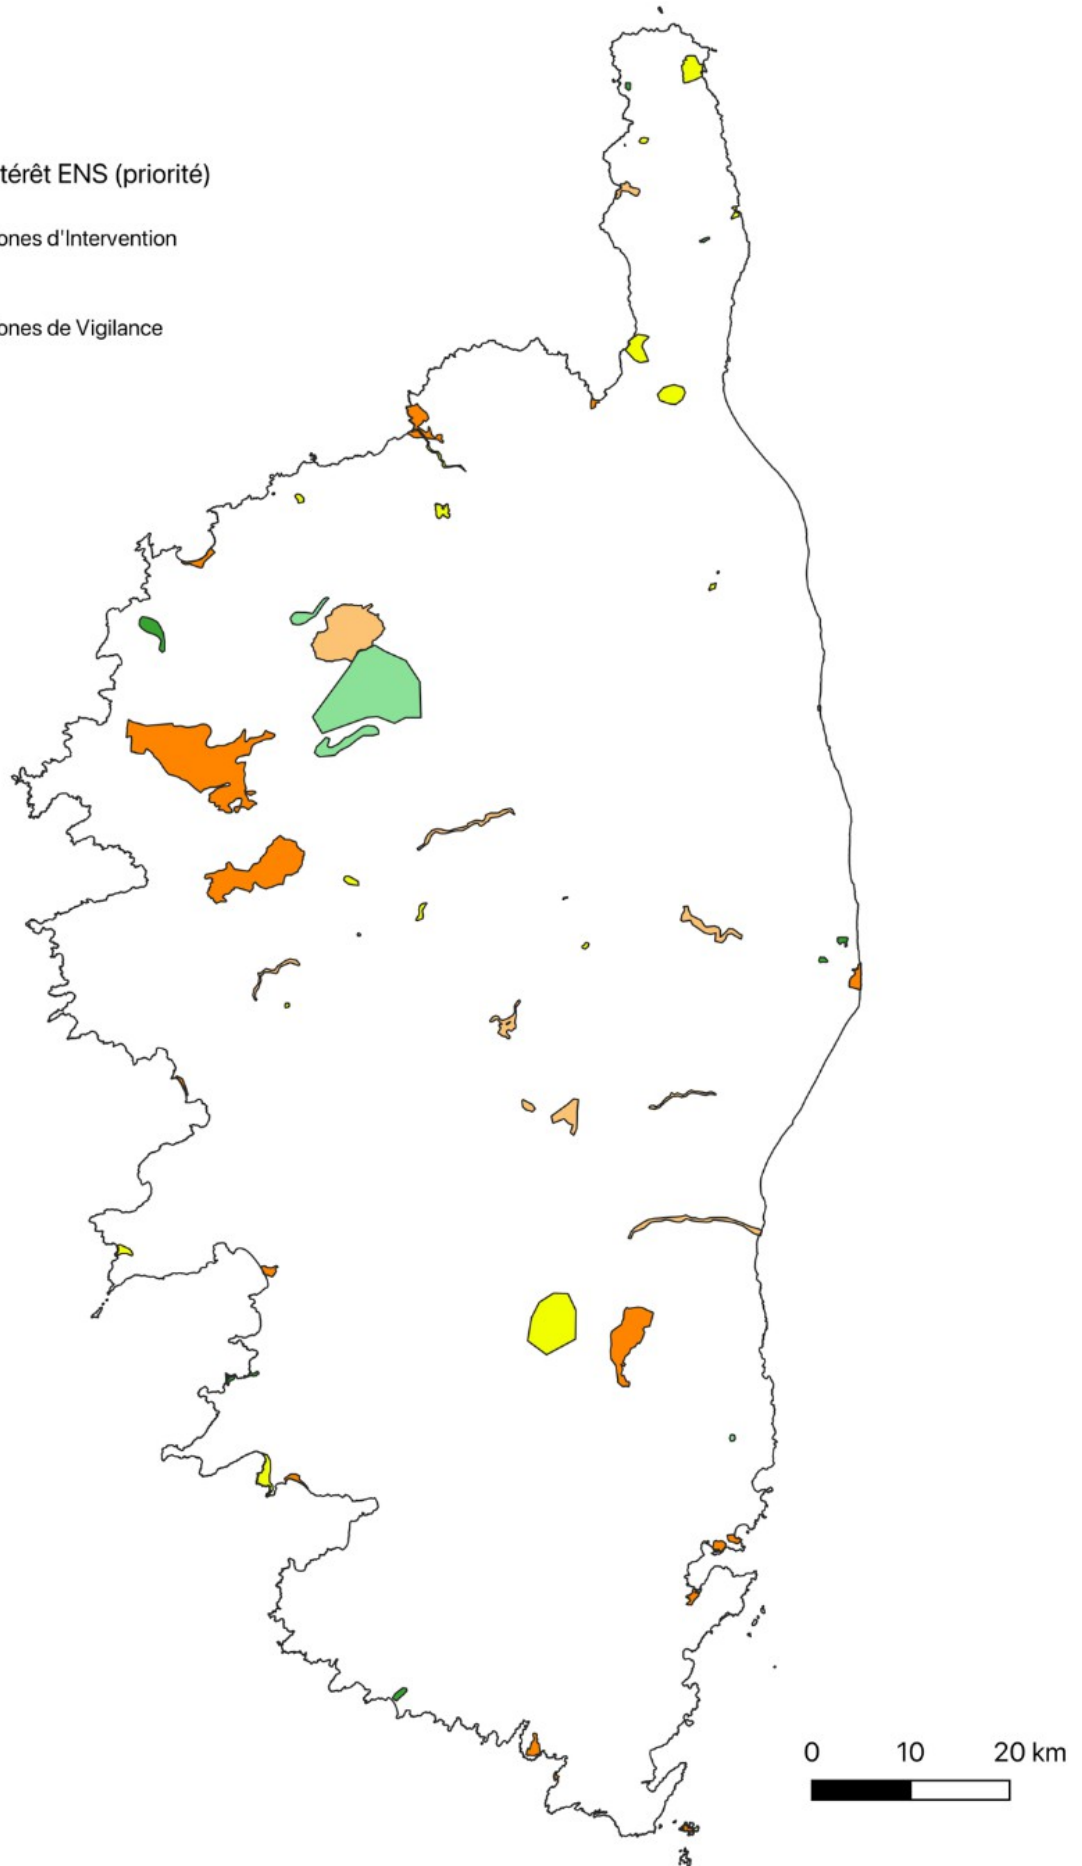 térêt ENS (priorité)
ones d'Intervention
ones de Vigilance
0 10 20 km